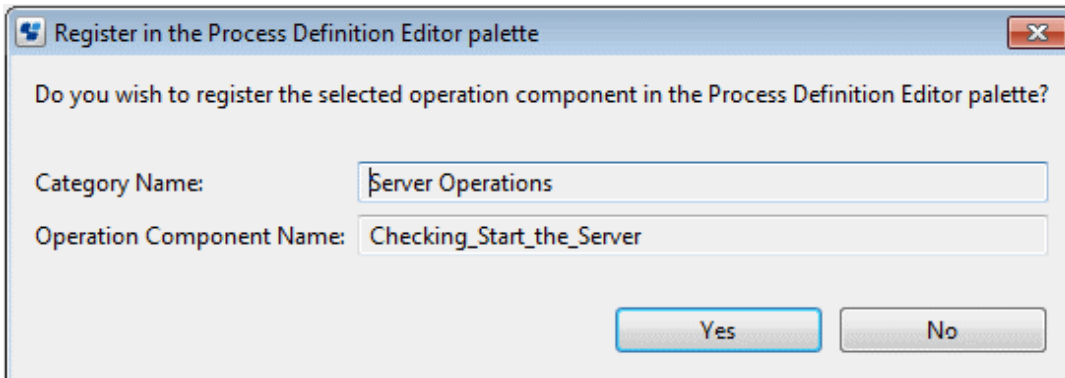 Register in the Process Definition Editor palette
Do you wish to register the selected operation component in the Process Definition Editor palette?
Category Name: Server Operations
Operation Component Name: Checking_Start_the_Server
Yes No